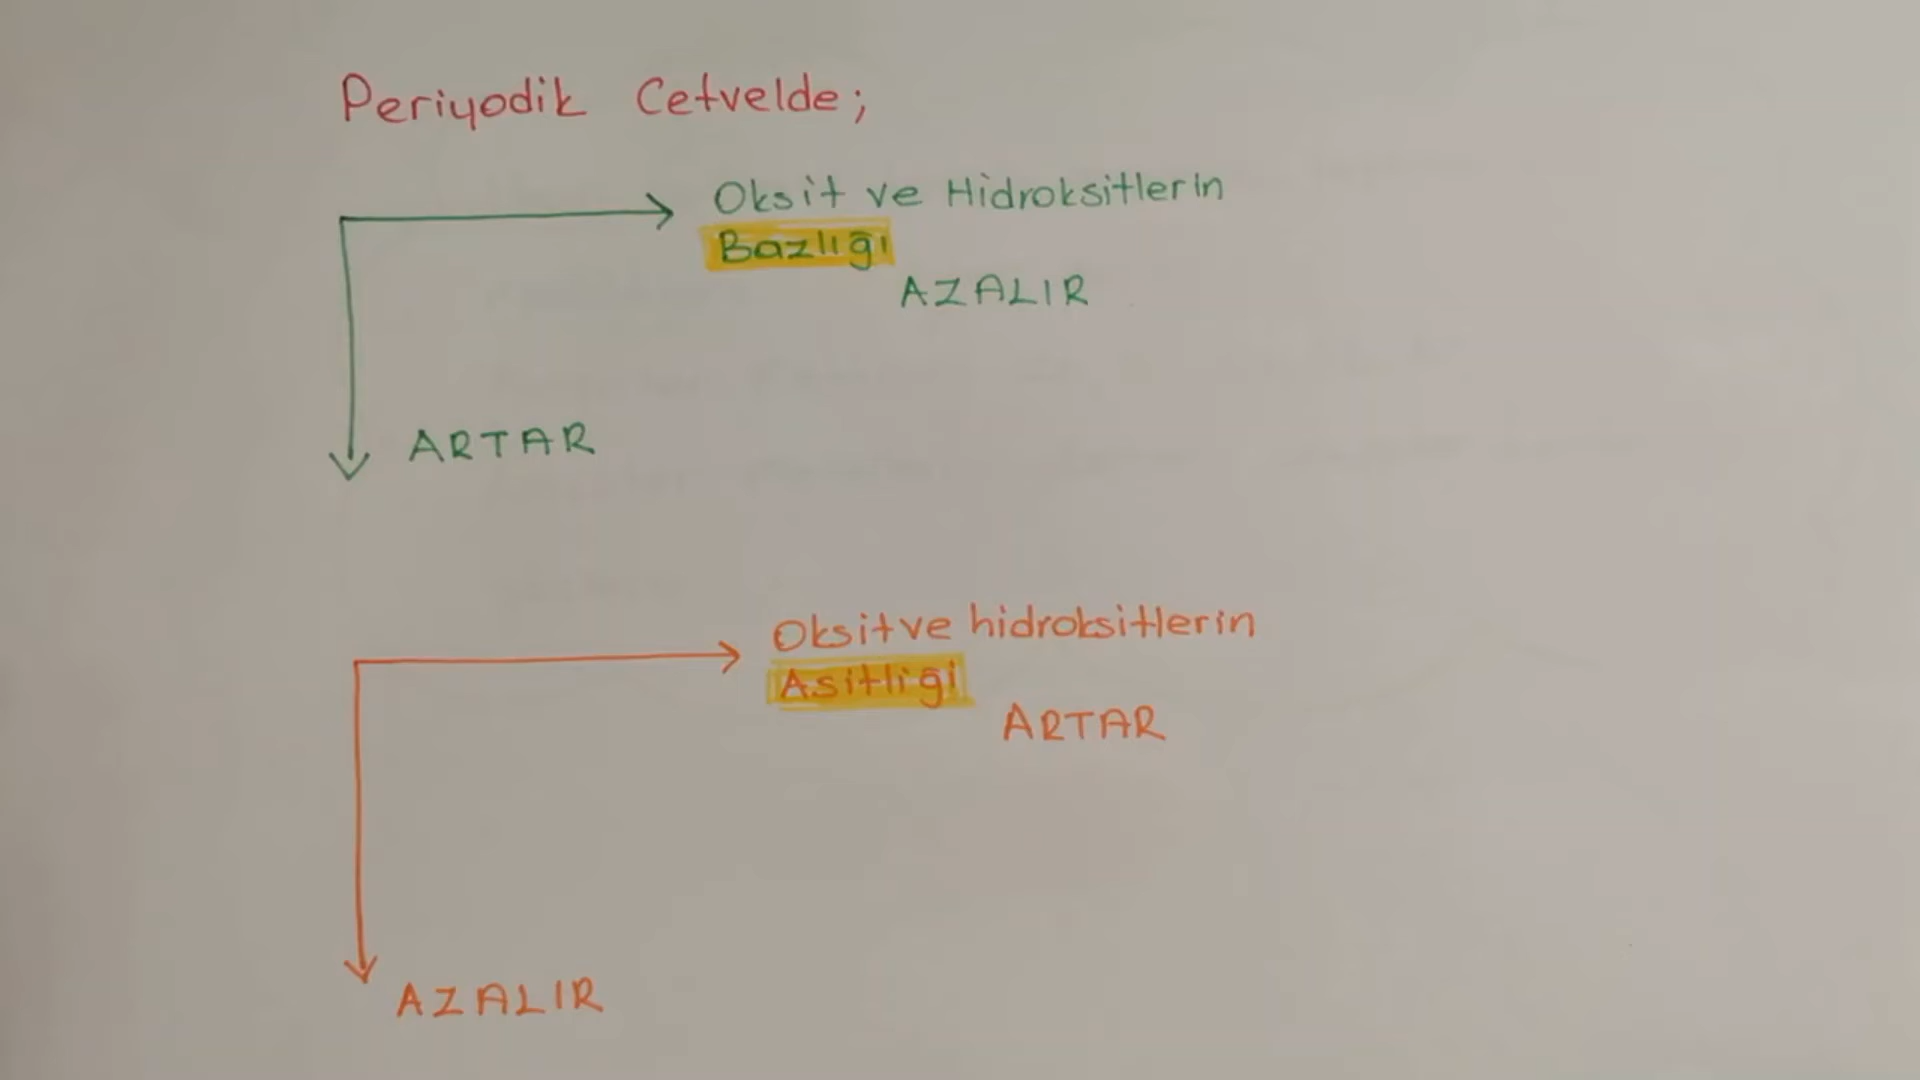 Periyodik Cetvelde;
Oksit ve Hidroksitlerin
Bazlığı
AZALIR
ARTAR
Oksitve hidroksitlerin
Asitliği
ARTAR
AZALIR